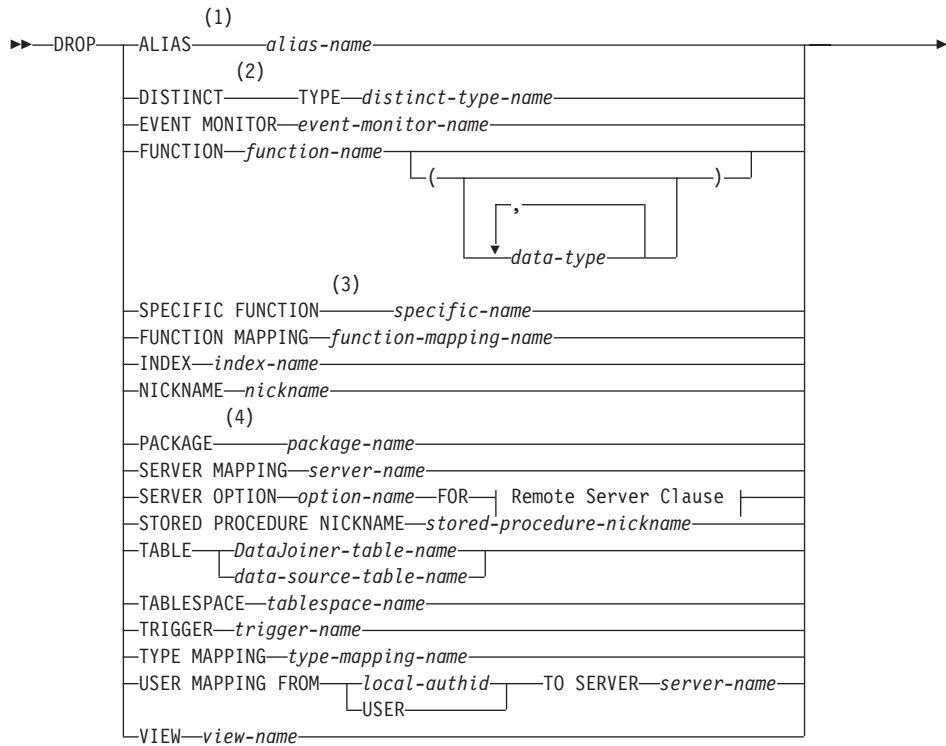 (1)
DROP ALIAS alias-name
(2)
DISTINCT TYPE distinct-type-name
EVENT MONITOR event-monitor-name
FUNCTION function-name
( )
,
data-type
(3)
SPECIFIC FUNCTION specific-name
FUNCTION MAPPING function-mapping-name
INDEX index-name
NICKNAME nickname
(4)
PACKAGE package-name
SERVER MAPPING server-name
SERVER OPTION option-name FOR Remote Server Clause
STORED PROCEDURE NICKNAME stored-procedure-nickname
TABLE DataJoiner-table-name
data-source-table-name
TABLESPACE tablespace-name
TRIGGER trigger-name
TYPE MAPPING type-mapping-name
USER MAPPING FROM local-authid TO SERVER server-name
USER
VIEW view-name